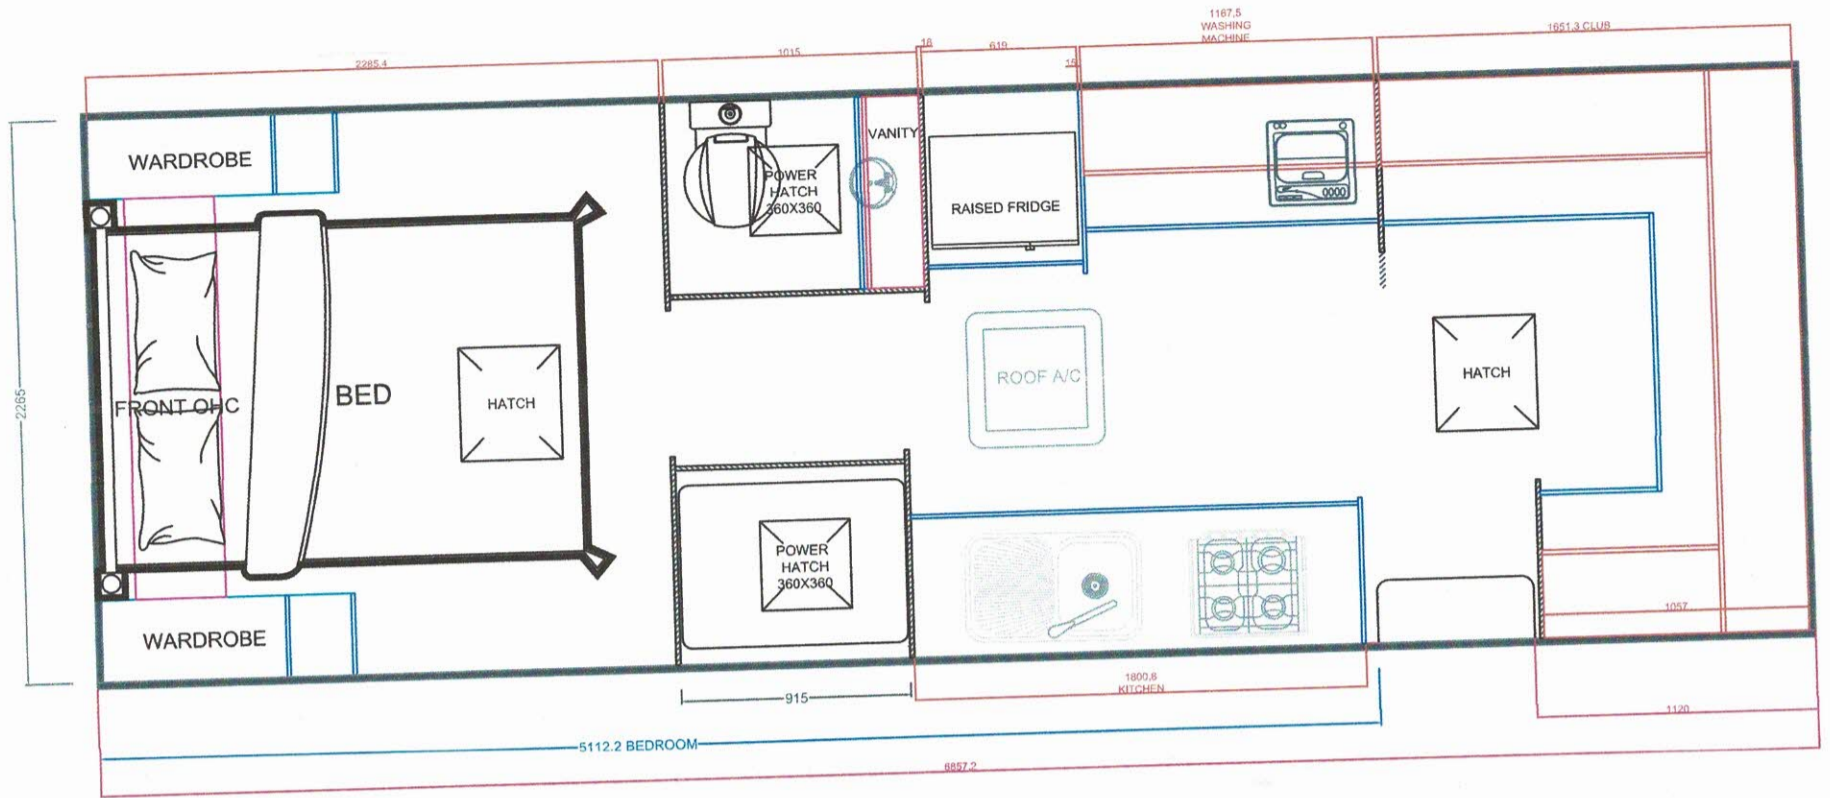 1167.5
WASHING
MACHINE
1651.3 CLUB
2285.4
1015
18
619
15
WARDROBE
VANITY
POWER
HATCH
360X360
RAISED FRIDGE
2265
FRONT OHC
BED
HATCH
ROOF A/C
HATCH
POWER
HATCH
360X360
WARDROBE
1057
915
1800.8
KITCHEN
1120
5112.2 BEDROOM
6857.2